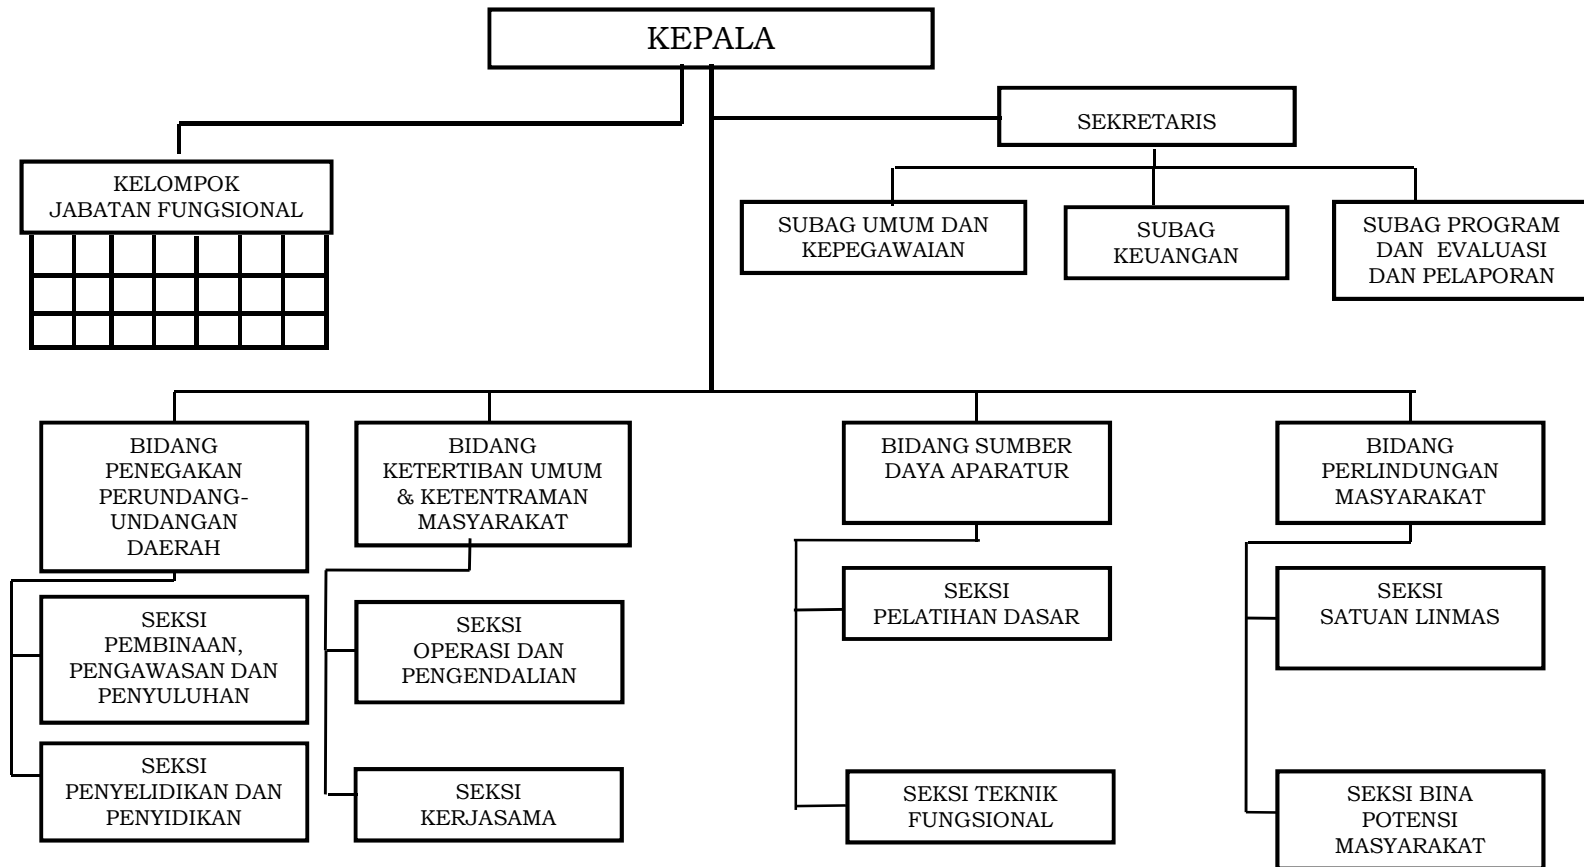 KEPALA
SEKRETARIS
KELOMPOK
JABATAN FUNGSIONAL
SUBAG UMUM DAN
KEPEGAWAIAN
SUBAG
KEUANGAN
SUBAG PROGRAM
DAN EVALUASI
DAN PELAPORAN
BIDANG
PENEGAKAN
PERUNDANG-
UNDANGAN
DAERAH
BIDANG
KETERTIBAN UMUM
& KETENTRAMAN
MASYARAKAT
BIDANG SUMBER
DAYA APARATUR
BIDANG
PERLINDUNGAN
MASYARAKAT
SEKSI
PEMBINAAN,
PENGAWASAN DAN
PENYULUHAN
SEKSI
OPERASI DAN
PENGENDALIAN
SEKSI
PELATIHAN DASAR
SEKSI
SATUAN LINMAS
SEKSI
PENYELIDIKAN DAN
PENYIDIKAN
SEKSI
KERJASAMA
SEKSI TEKNIK
FUNGSIONAL
SEKSI BINA
POTENSI
MASYARAKAT